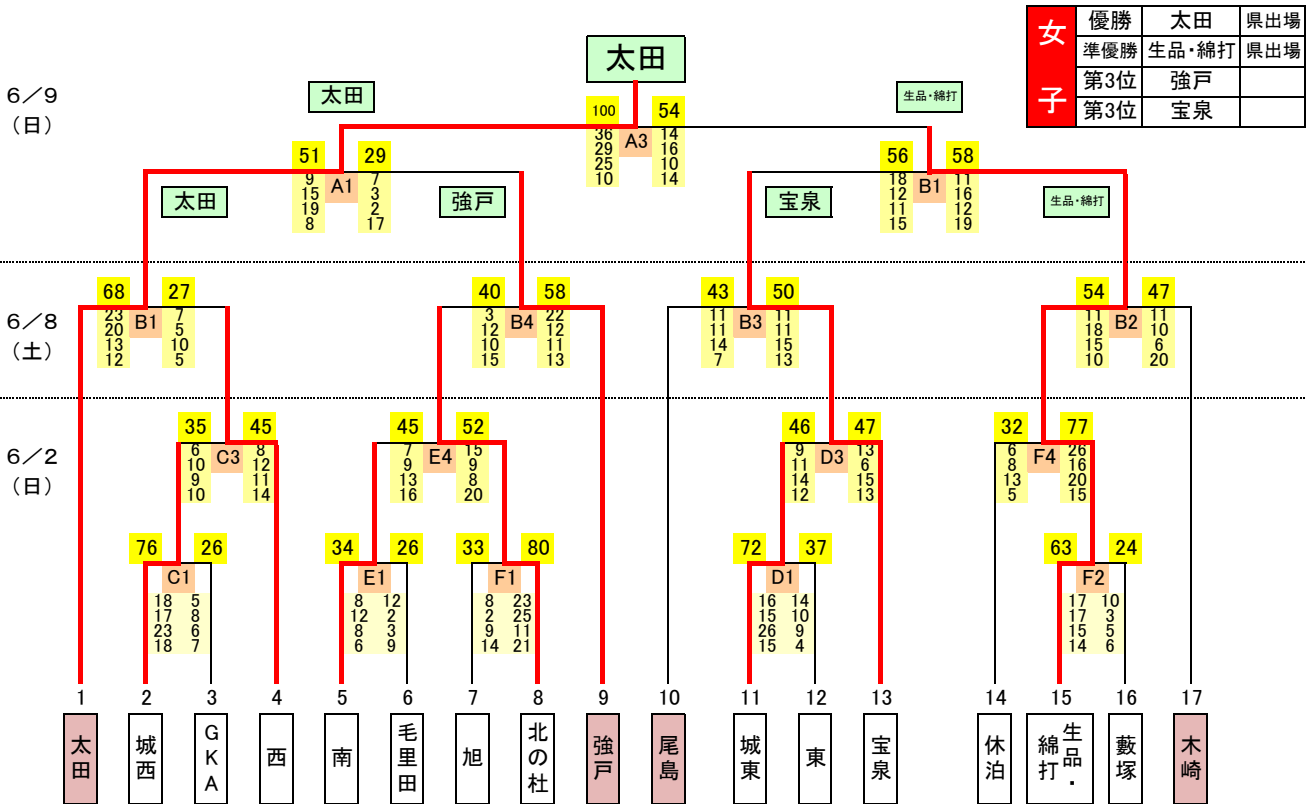 女子
優勝 太田 県出場
準優勝 生品・綿打 県出場
第3位 強戸
第3位 宝泉
太田
6/9
(日)
太田 生品・綿打
100 54
A3
36 14
29 16
25 10
10 14
51 29 56 58
A1 B1
9 7 18 11
15 3 12 16
19 2 11 12
8 17 15 19
太田 強戸 宝泉 生品・綿打
6/8
(土)
68 27 40 58 43 50 54 47
B1 B4 B3 B2
23 7 3 22 11 11 11 11
20 5 12 12 11 11 18 10
13 10 10 11 14 15 15 6
12 5 15 13 7 13 10 20
6/2
(日)
35 45 45 52 46 47 32 77
C3 E4 D3 F4
6 8 7 15 9 13 6 26
10 12 9 9 11 6 8 16
9 11 13 8 14 15 13 20
10 14 16 20 12 13 5 15
76 26 34 26 33 80 72 37 63 24
C1 E1 F1 D1 F2
18 5 8 12 8 23 16 14 17 10
17 8 12 2 2 25 15 10 17 3
23 6 8 3 9 11 26 9 15 5
18 7 6 9 14 21 15 4 14 6
1 2 3 4 5 6 7 8 9 10 11 12 13 14 15 16 17
太田
城西
GKA
西
南
毛里田
旭
北の杜
強戸
尾島
城東
東
宝泉
休泊
生品・
綿打
藪塚
木崎